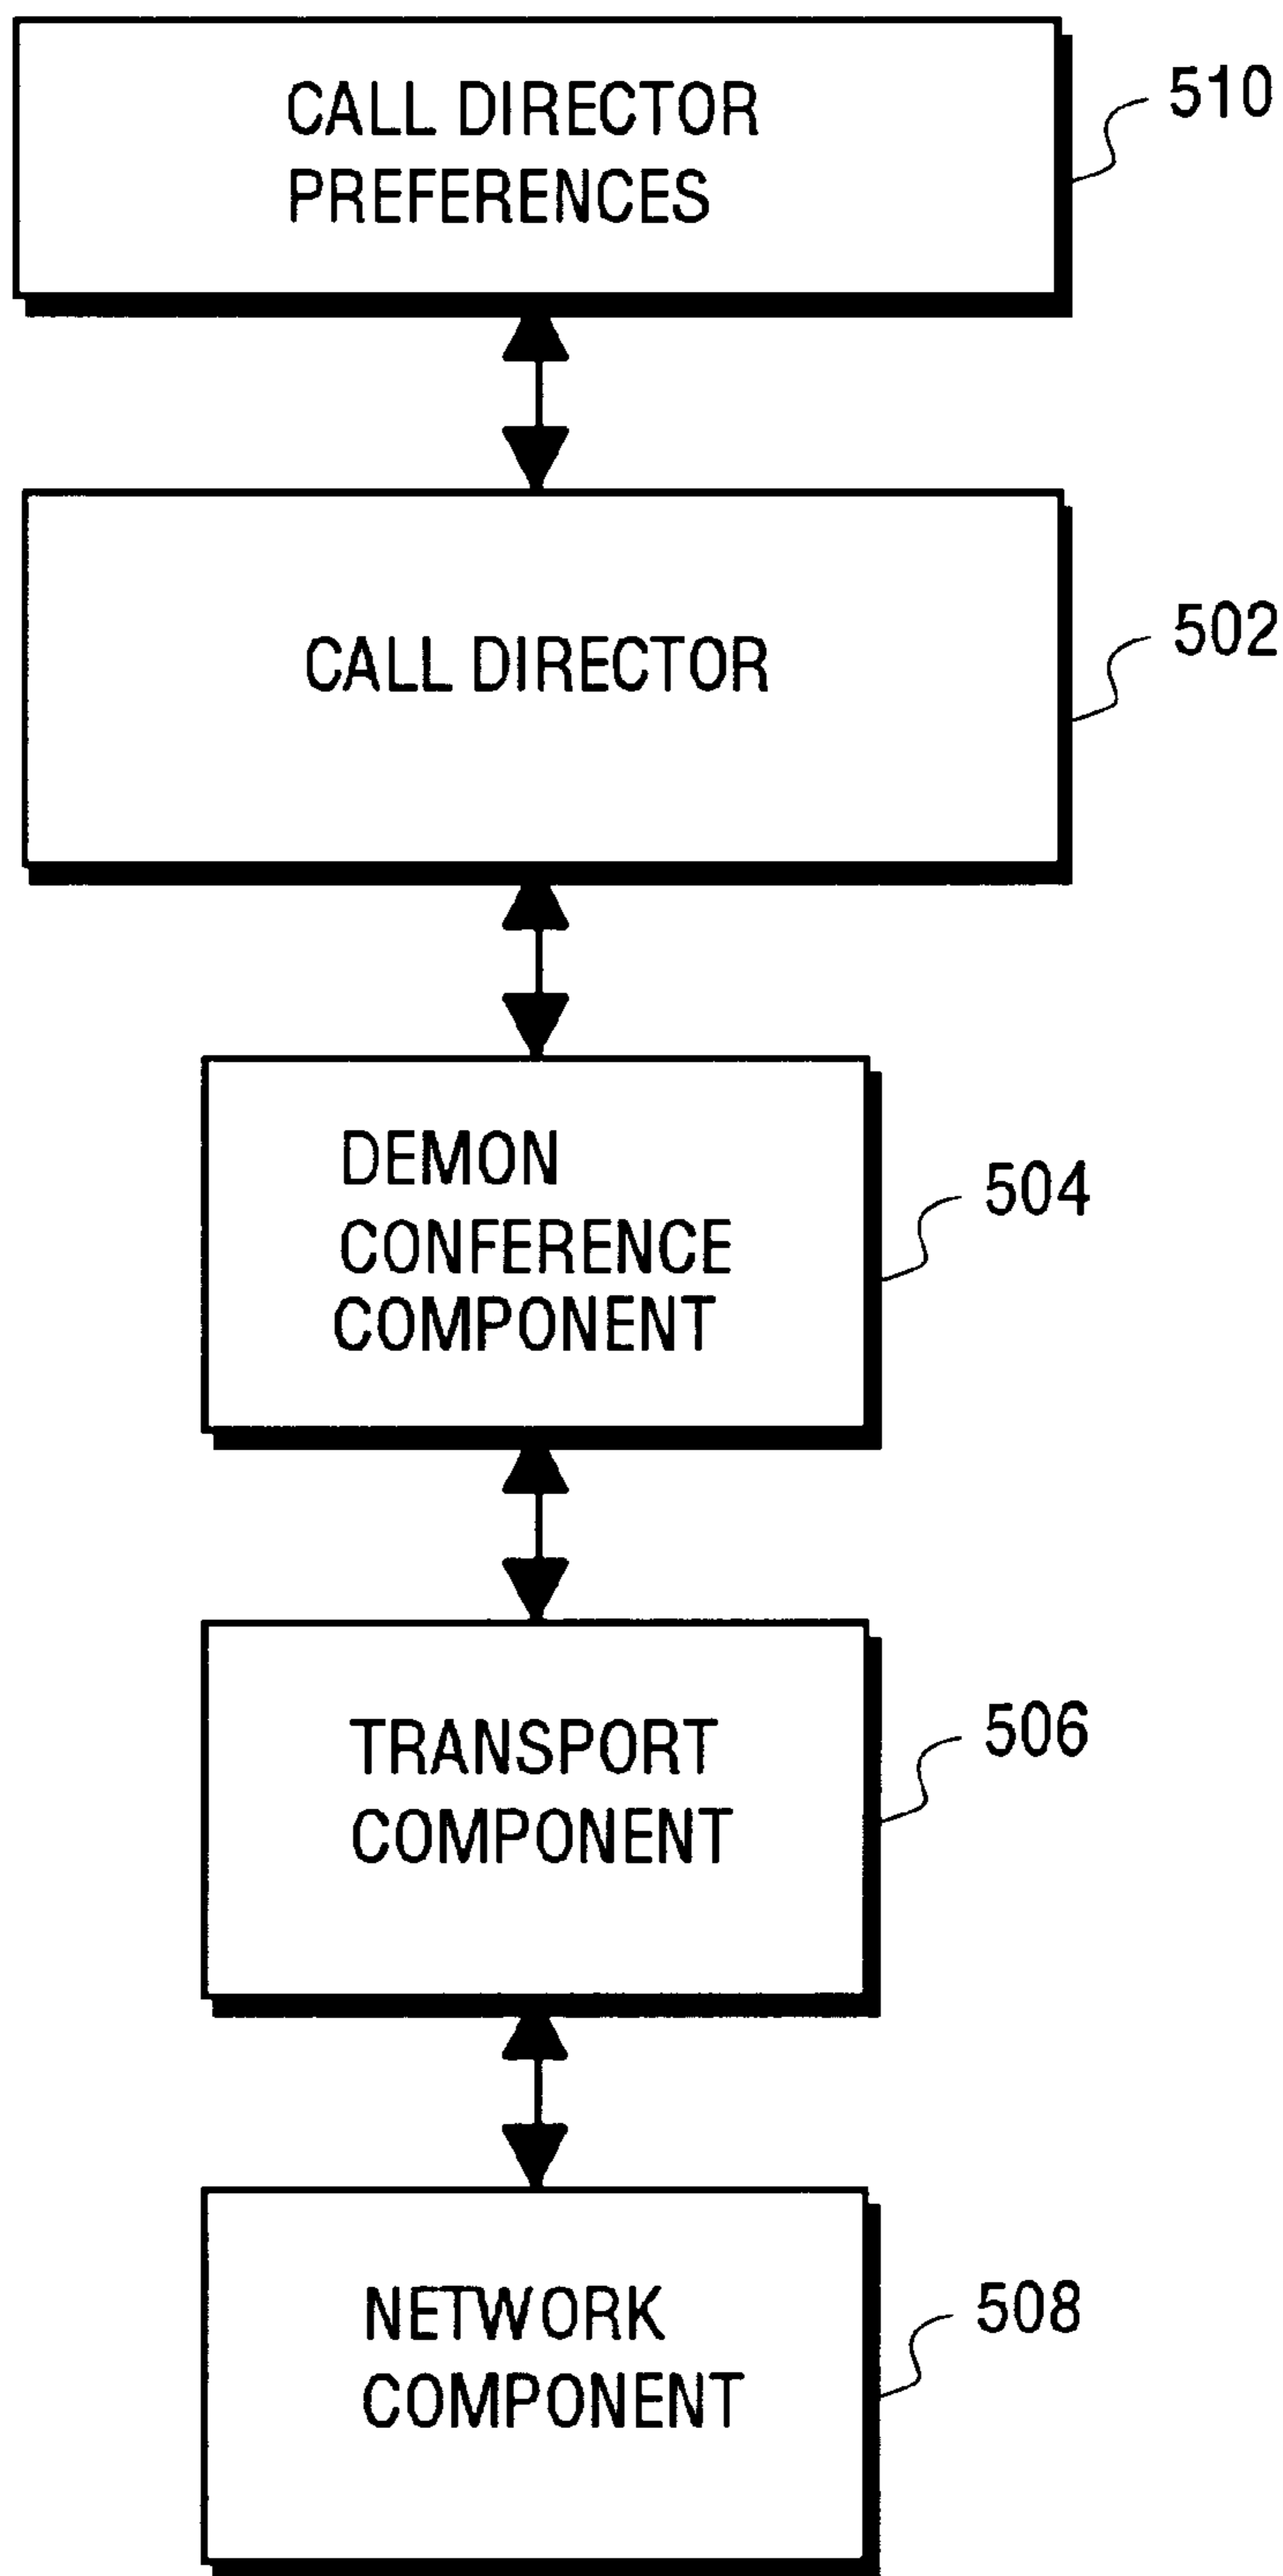 CALL DIRECTOR
PREFERENCES
510
CALL DIRECTOR
502
DEMON
CONFERENCE
COMPONENT
504
TRANSPORT
COMPONENT
506
NETWORK
COMPONENT
508